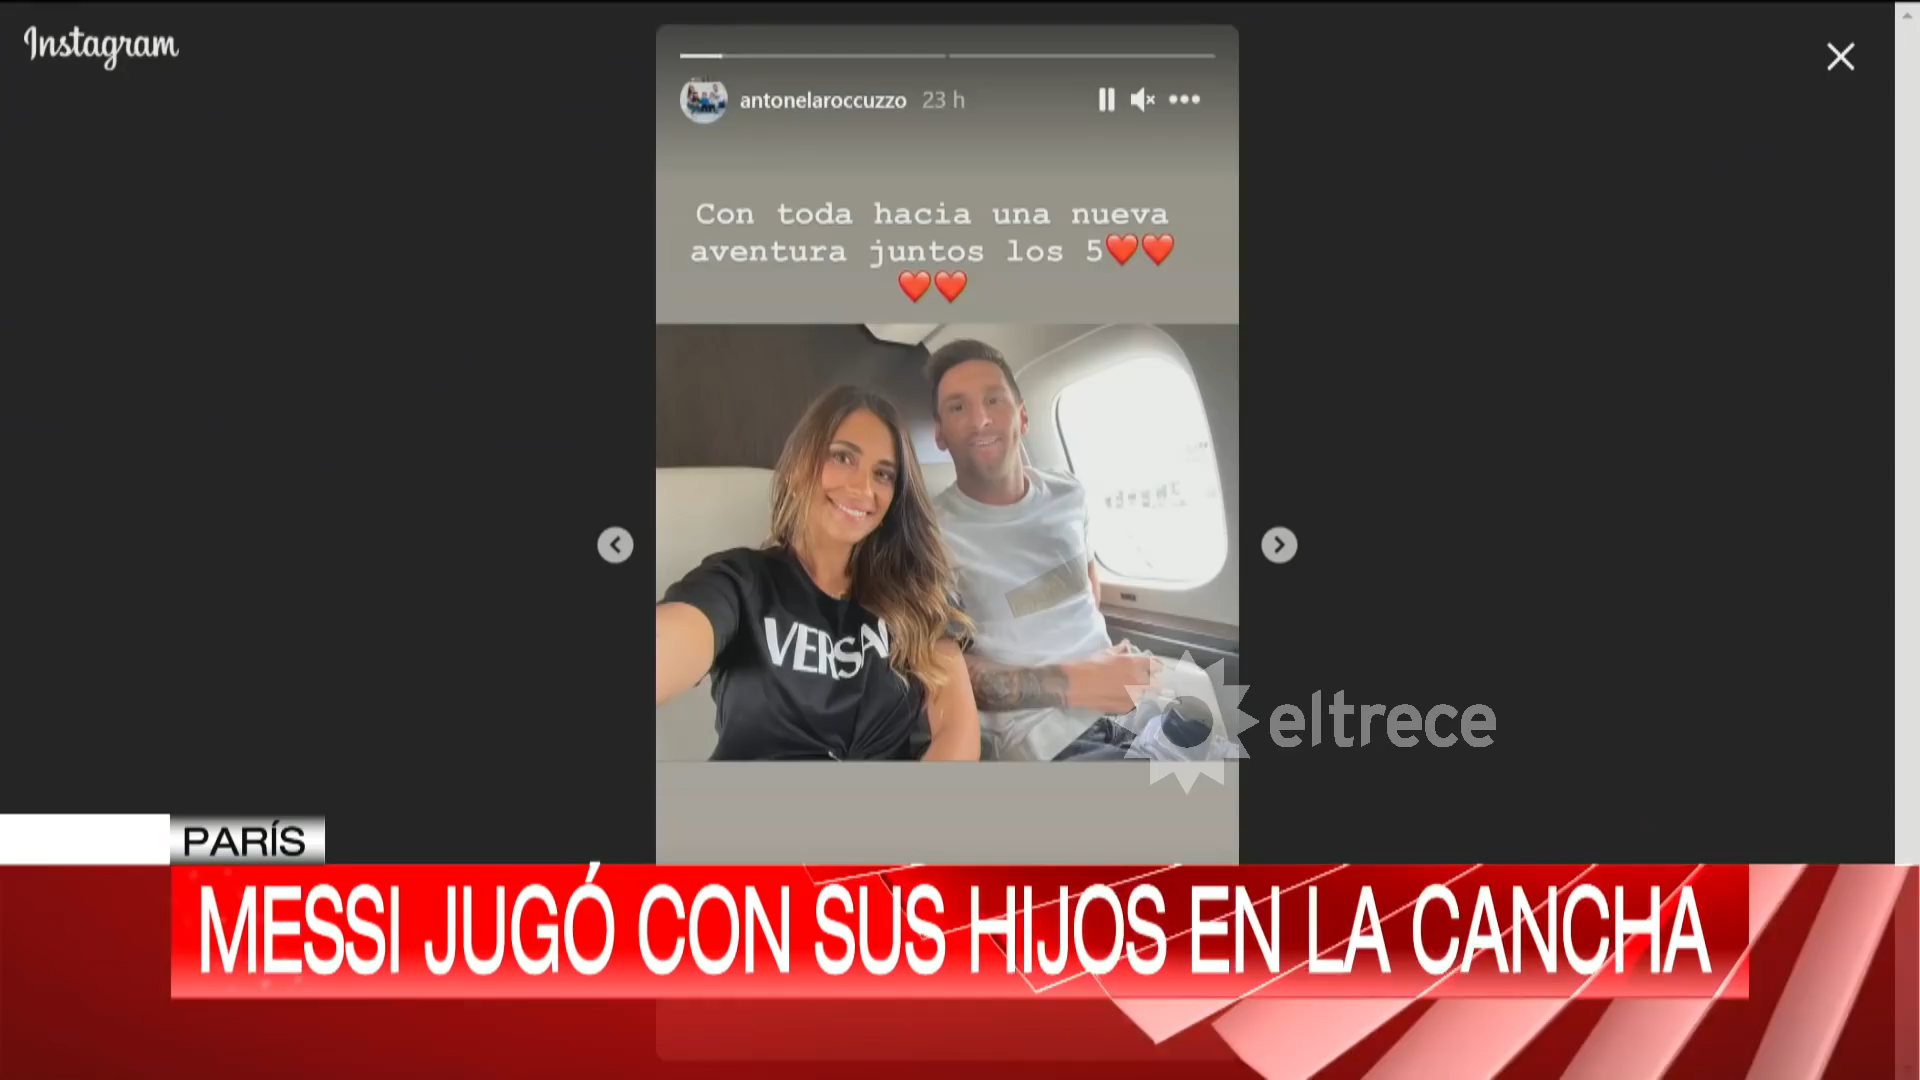 Instagram
antonelaroccuzzo 23 h
Con toda hacia una nueva
aventura juntos los 5❤️❤️
❤️❤️
VERSA
eltrece
PARÍS
MESSI JUGÓ CON SUS HIJOS EN LA CANCHA